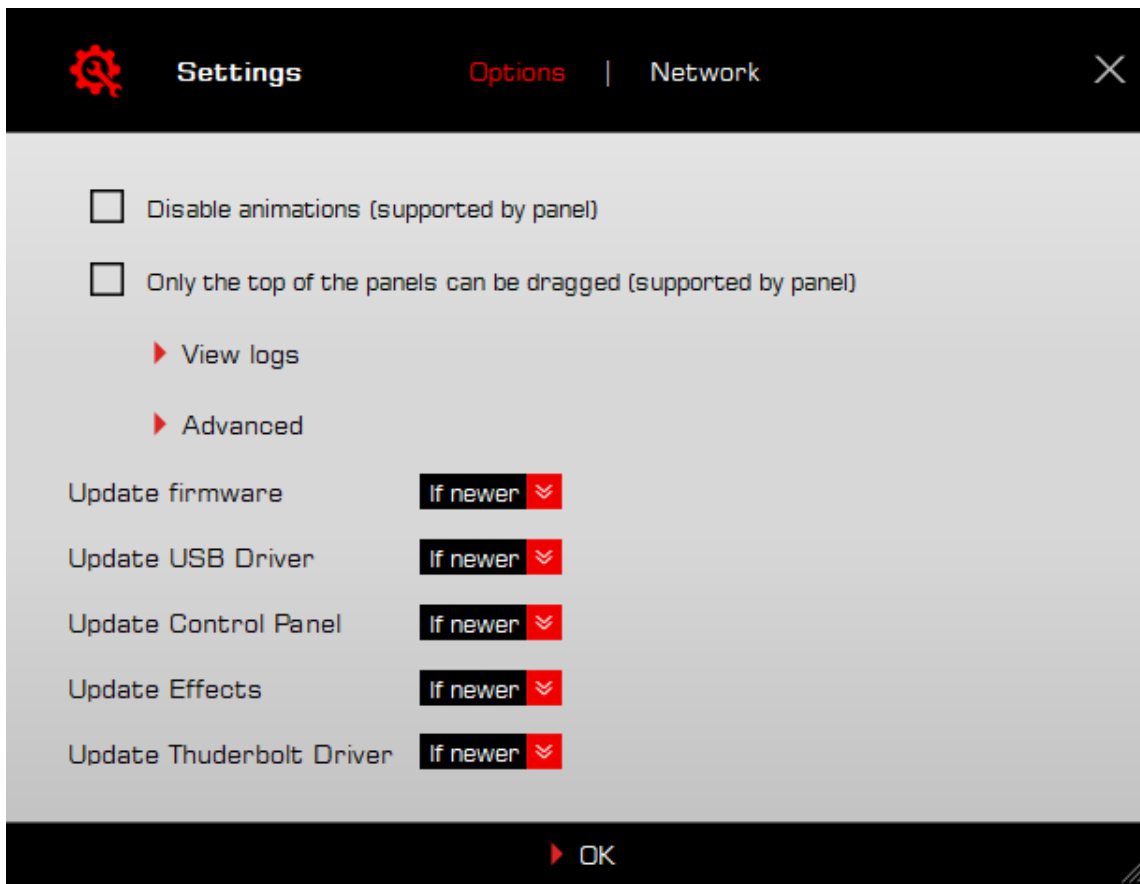 Settings Options | Network
Disable animations (supported by panel)
Only the top of the panels can be dragged (supported by panel)
View logs
Advanced
Update firmware If newer
Update USB Driver If newer
Update Control Panel If newer
Update Effects If newer
Update Thuderbolt Driver If newer
OK